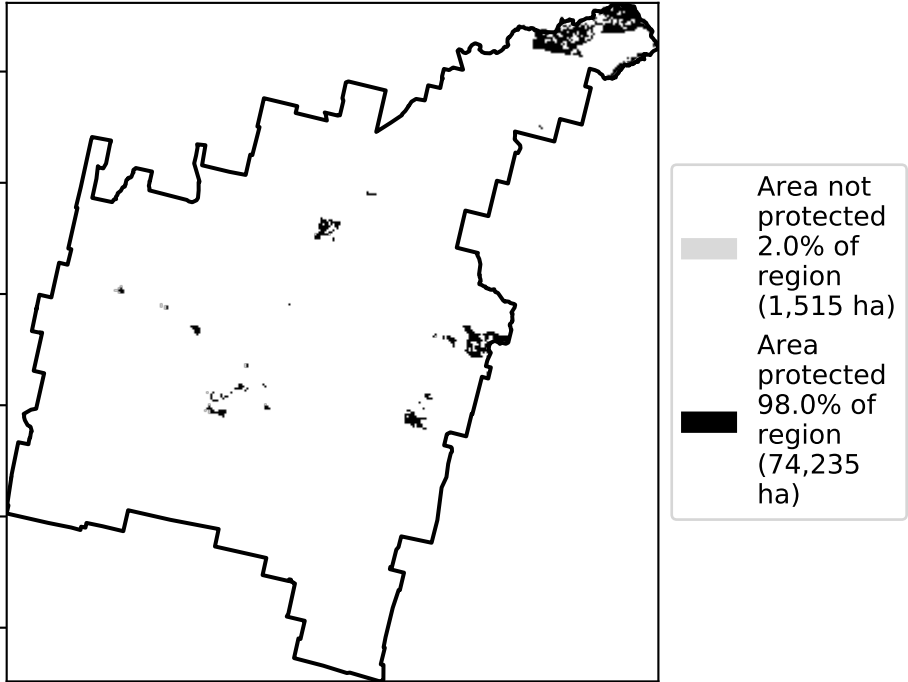 Area not
protected
2.0% of
region
(1,515 ha)
Area
protected
98.0% of
region
(74,235
ha)